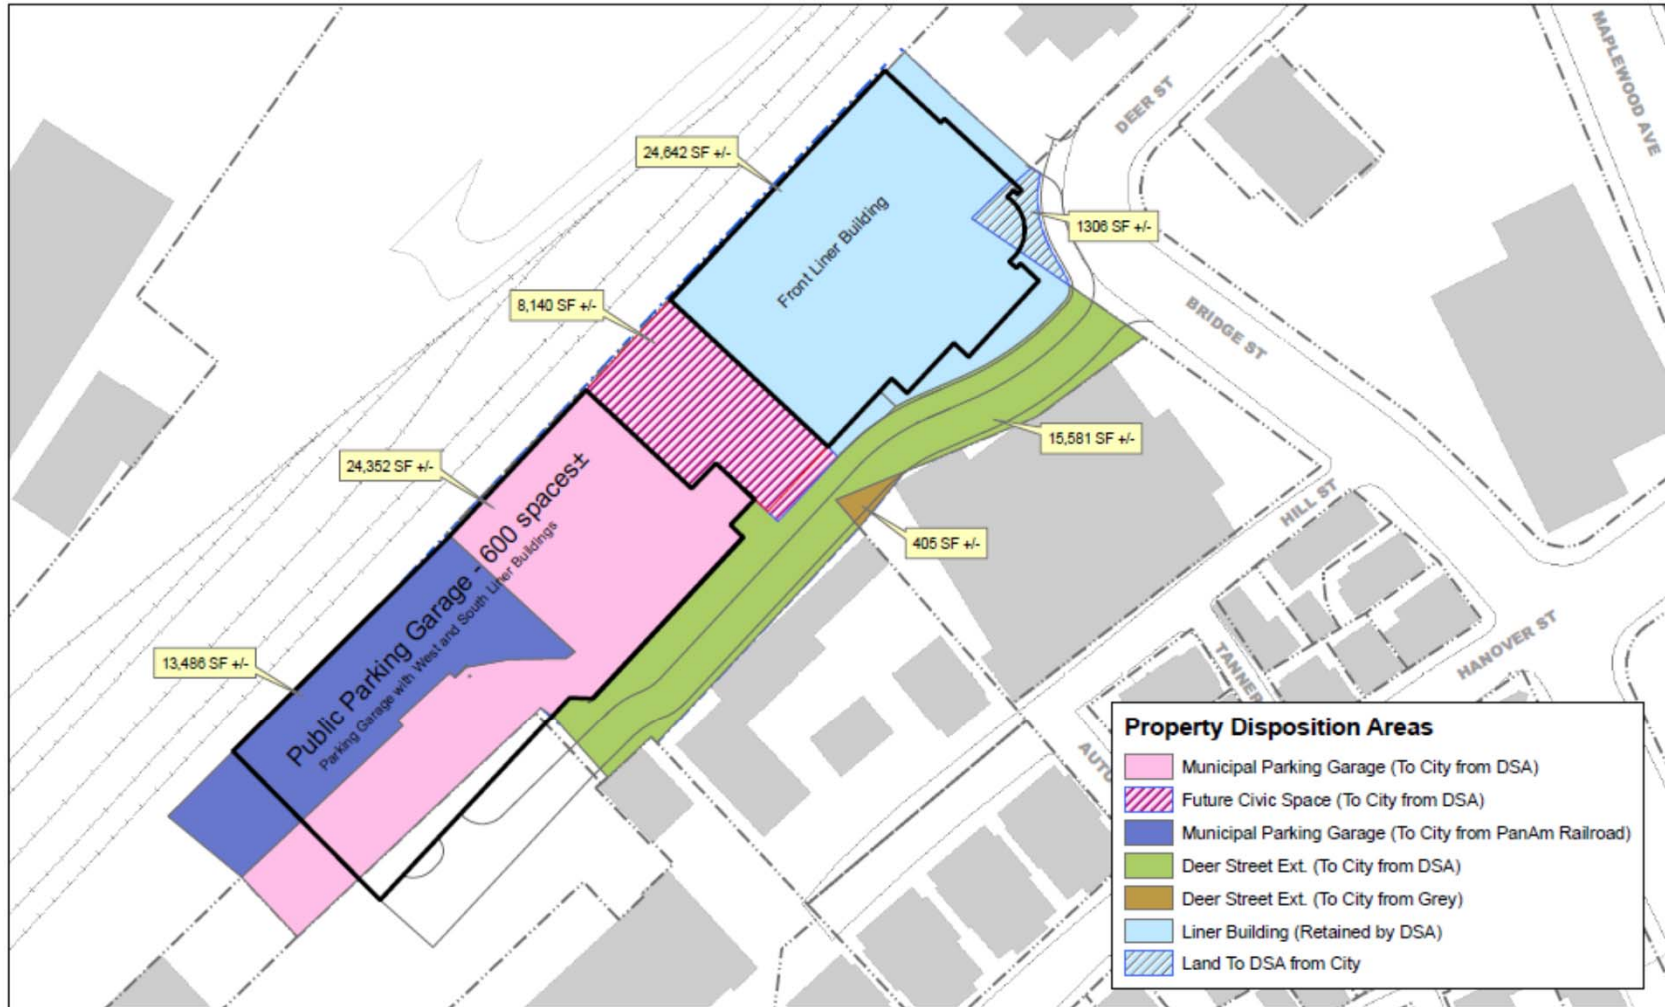 MAPLEWOOD AVE
DEER ST
24,642 SF +/-
Front Liner Building
1306 SF +/-
8,140 SF +/-
BRIDGE ST
15,581 SF +/-
24,352 SF +/-
HILL ST
405 SF +/-
Public Parking Garage - 600 spaces±
Parking Garage with West and South Liner Buildings
13,486 SF +/-
HANOVER ST
TANNER
AUTU
Property Disposition Areas
Municipal Parking Garage (To City from DSA)
Future Civic Space (To City from DSA)
Municipal Parking Garage (To City from PanAm Railroad)
Deer Street Ext. (To City from DSA)
Deer Street Ext. (To City from Grey)
Liner Building (Retained by DSA)
Land To DSA from City